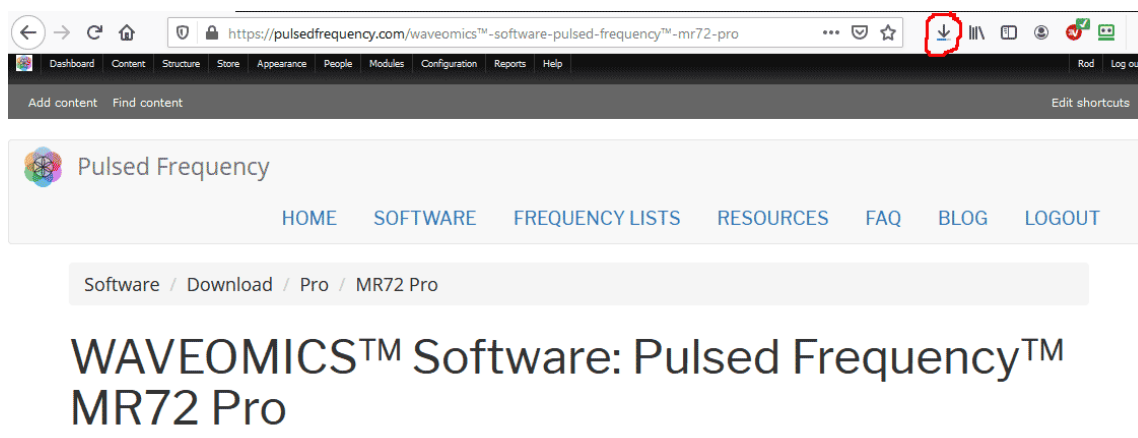 https://pulsedfrequency.com/waveomics™-software-pulsed-frequency™-mr72-pro
Dashboard Content Structure Store Appearance People Modules Configuration Reports Help Rod Log ou
Add content Find content Edit shortcuts
Pulsed Frequency
HOME SOFTWARE FREQUENCY LISTS RESOURCES FAQ BLOG LOGOUT
Software / Download / Pro / MR72 Pro
WAVEOMICS™ Software: Pulsed Frequency™
MR72 Pro